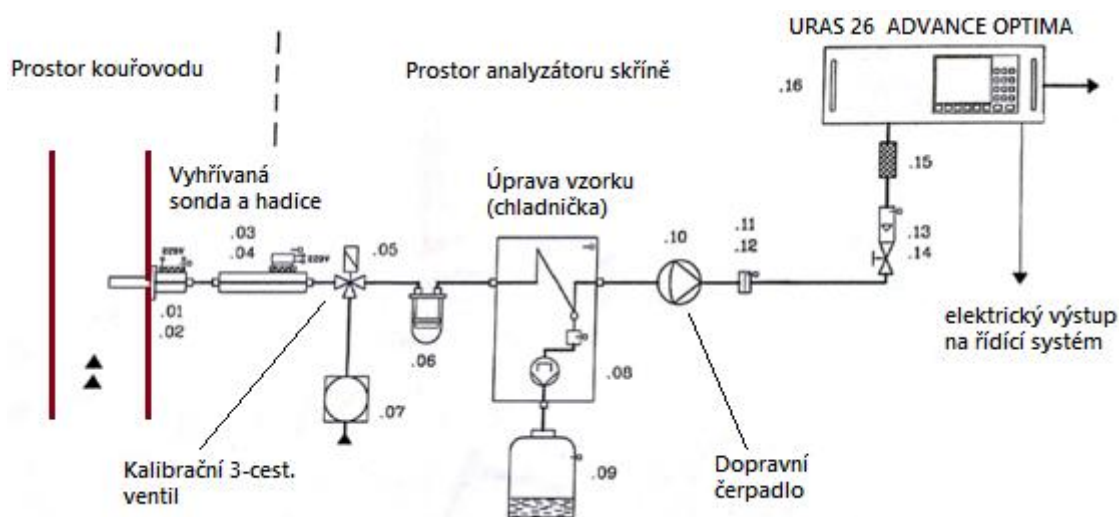 URAS 26 ADVANCE OPTIMA
Prostor kouřovodu
Prostor analyzátoru skříně
.16
.15
Vyhřívaná
sonda a hadice
Úprava vzorku
(chladnička)
.03
.04
.05
.10
.11
.12
.13
.14
220V
220V
.01
.02
.06
.08
.07
.09
elektrický výstup
na řídící systém
Kalibrační 3-cest.
ventil
Dopravní
čerpadlo